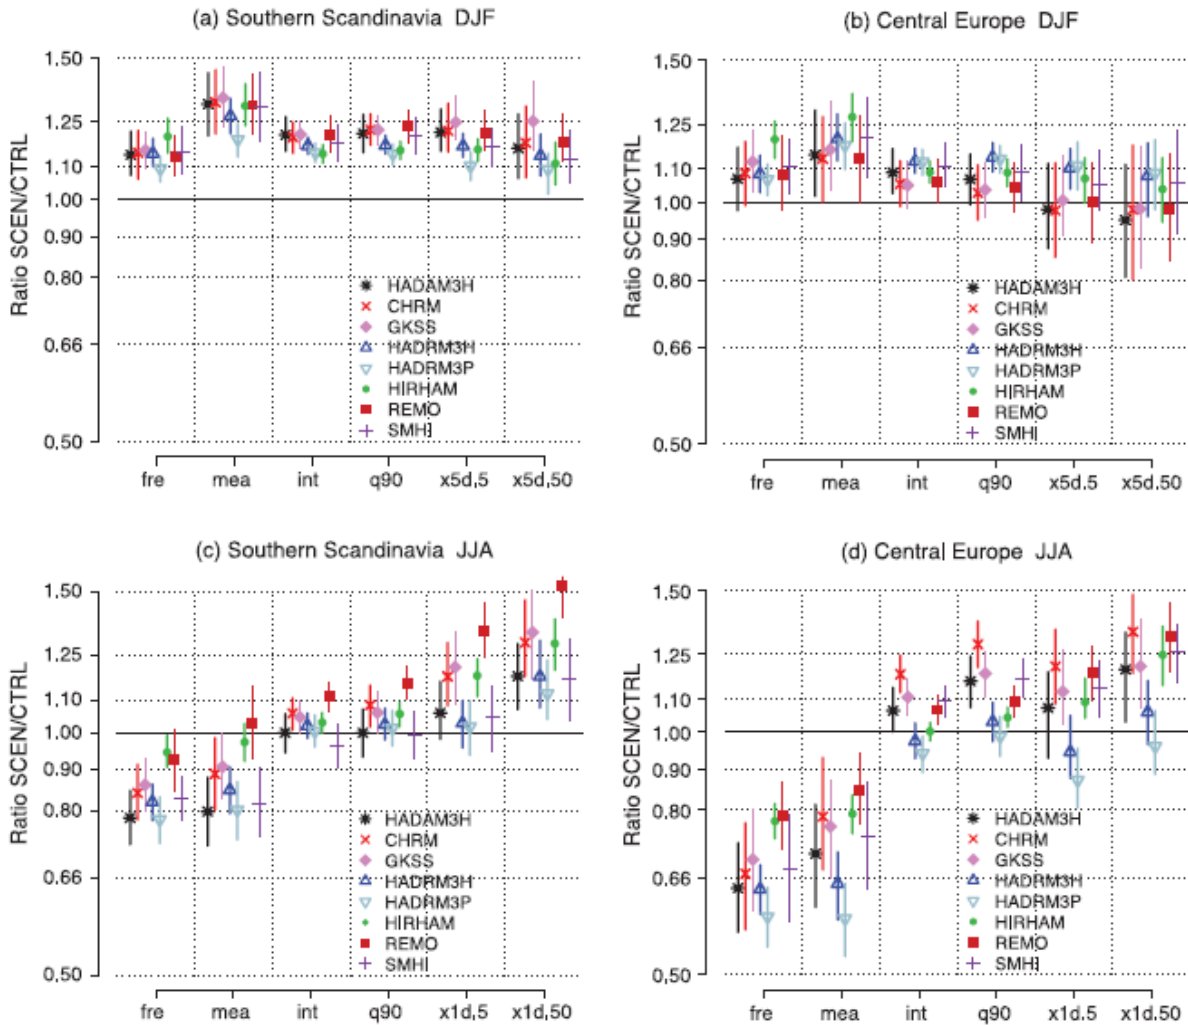 (a) Southern Scandinavia DJF
Ratio SCEN/CTRL
1,50
1,25
1.10
1.00
0.90
0.80
0.66
0,50
HADAM3H
CHRM
GKSS
HADRM3H
HADRM3P
HIRHAM
REMO
SMHI
fre mea int q90 x5d,5 x5d,50
(b) Central Europe DJF
Ratio SCEN/CTRL
1.50
1.25
1.10
1.00
0.90
0.80
0.66
0.50
HADAM3H
CHRM
GKSS
HADRM3H
HADRM3P
HIRHAM
REMO
SMHI
fre mea int q90 x5d.5 x5d.50
(c) Southern Scandinavia JJA
Ratio SCEN/CTRL
1,50
1,25
1,10
1.00
0.90
0.80
0.66
0,50
HADAM3H
CHRM
GKSS
HADRM3H
HADRM3P
HIRHAM
REMO
SMHI
fre mea int q90 x1d,5 x1d,50
(d) Central Europe JJA
Ratio SCEN/CTRL
1.50
1.25
1.10
1.00
0.90
0.80
0.66
0.50
HADAM3H
CHRM
GKSS
HADRM3H
HADRM3P
HIRHAM
REMO
SMHI
fre mea int q90 x1d.5 x1d.50